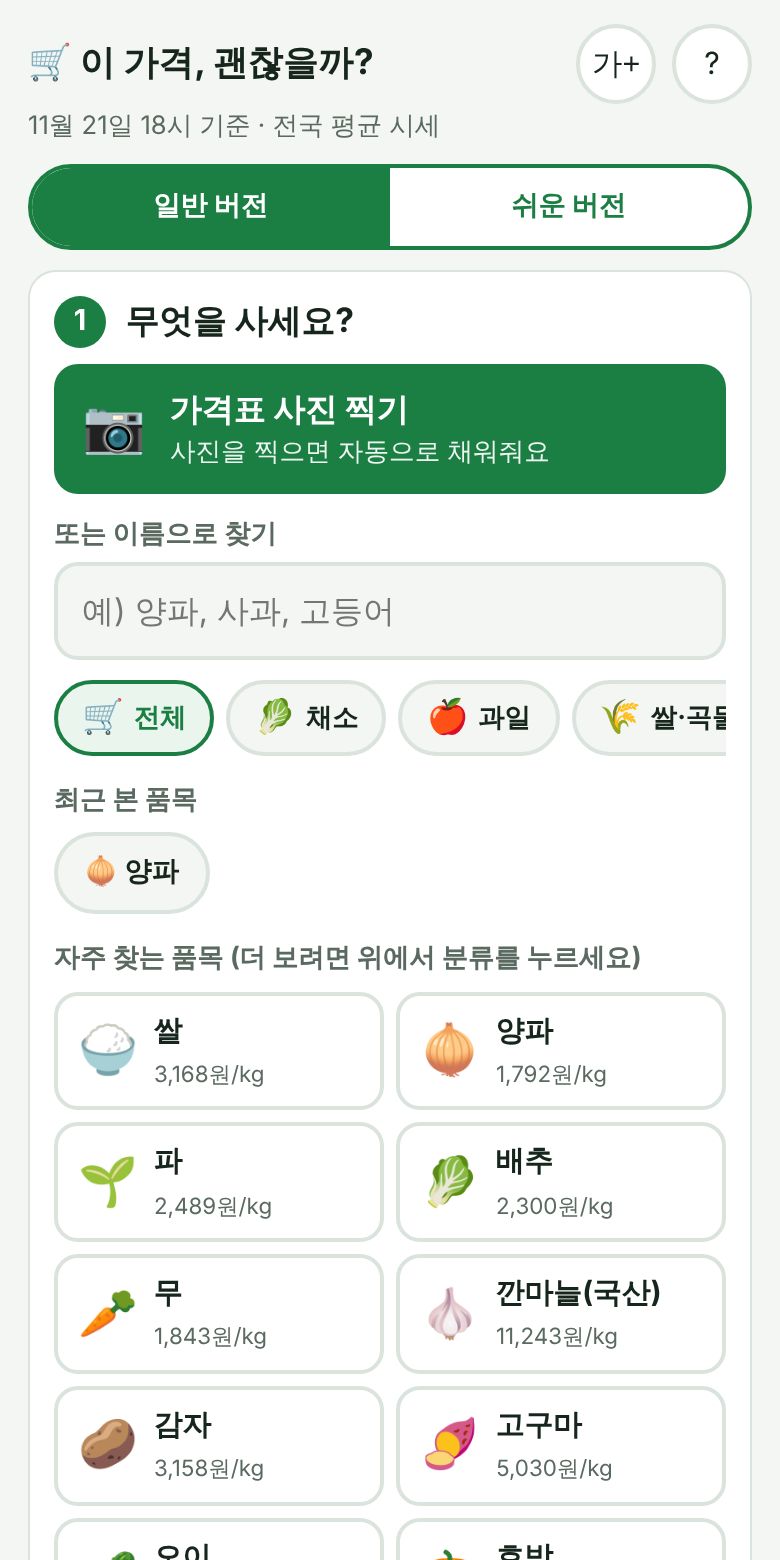 이 가격, 괜찮을까?
가+
?
11월 21일 18시 기준 · 전국 평균 시세
일반 버전
쉬운 버전
1 무엇을 사세요?
가격표 사진 찍기
사진을 찍으면 자동으로 채워줘요
또는 이름으로 찾기
예) 양파, 사과, 고등어
전체
채소
과일
쌀·곡물
최근 본 품목
양파
자주 찾는 품목 (더 보려면 위에서 분류를 누르세요)
쌀
3,168원/kg
양파
1,792원/kg
파
2,489원/kg
배추
2,300원/kg
무
1,843원/kg
깐마늘(국산)
11,243원/kg
감자
3,158원/kg
고구마
5,030원/kg
오이
호박